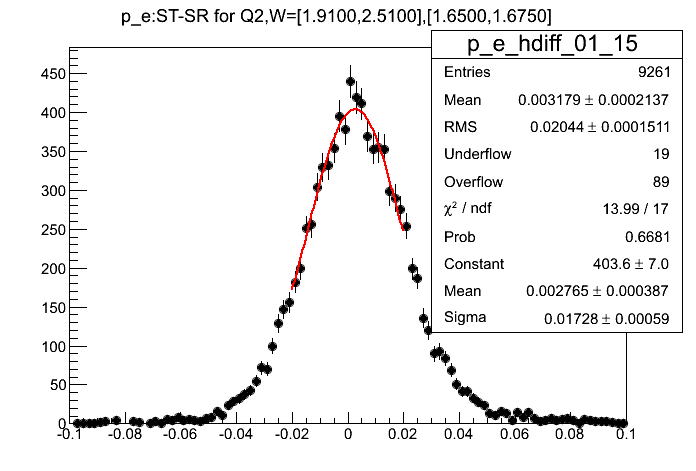 p_e:ST-SR for Q2,W=[1.9100,2.5100],[1.6500,1.6750]
p_e_hdiff_01_15
Entries 9261
Mean 0.003179 ± 0.0002137
RMS 0.02044 ± 0.0001511
Underflow 19
Overflow 89
χ² / ndf 13.99 / 17
Prob 0.6681
Constant 403.6 ± 7.0
Mean 0.002765 ± 0.000387
Sigma 0.01728 ± 0.00059
450
400
350
300
250
200
150
100
50
0
-0.1 -0.08 -0.06 -0.04 -0.02 0 0.02 0.04 0.06 0.08 0.1